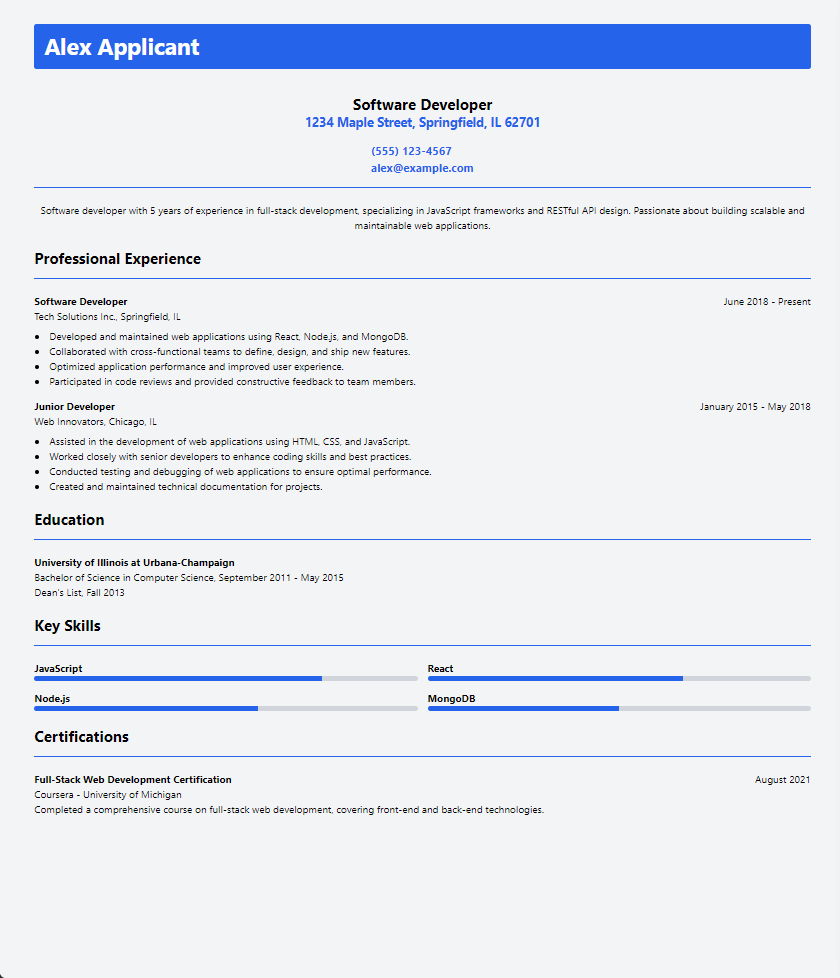 Alex Applicant
Software Developer
1234 Maple Street, Springfield, IL 62701
(555) 123-4567
alex@example.com
Software developer with 5 years of experience in full-stack development, specializing in JavaScript frameworks and RESTful API design. Passionate about building scalable and
maintainable web applications.
Professional Experience
Software Developer June 2018 - Present
Tech Solutions Inc., Springfield, IL
• Developed and maintained web applications using React, Node.js, and MongoDB.
• Collaborated with cross-functional teams to define, design, and ship new features.
• Optimized application performance and improved user experience.
• Participated in code reviews and provided constructive feedback to team members.
Junior Developer January 2015 - May 2018
Web Innovators, Chicago, IL
• Assisted in the development of web applications using HTML, CSS, and JavaScript.
• Worked closely with senior developers to enhance coding skills and best practices.
• Conducted testing and debugging of web applications to ensure optimal performance.
• Created and maintained technical documentation for projects.
Education
University of Illinois at Urbana-Champaign
Bachelor of Science in Computer Science, September 2011 - May 2015
Dean's List, Fall 2013
Key Skills
JavaScript React
Node.js MongoDB
Certifications
Full-Stack Web Development Certification August 2021
Coursera - University of Michigan
Completed a comprehensive course on full-stack web development, covering front-end and back-end technologies.